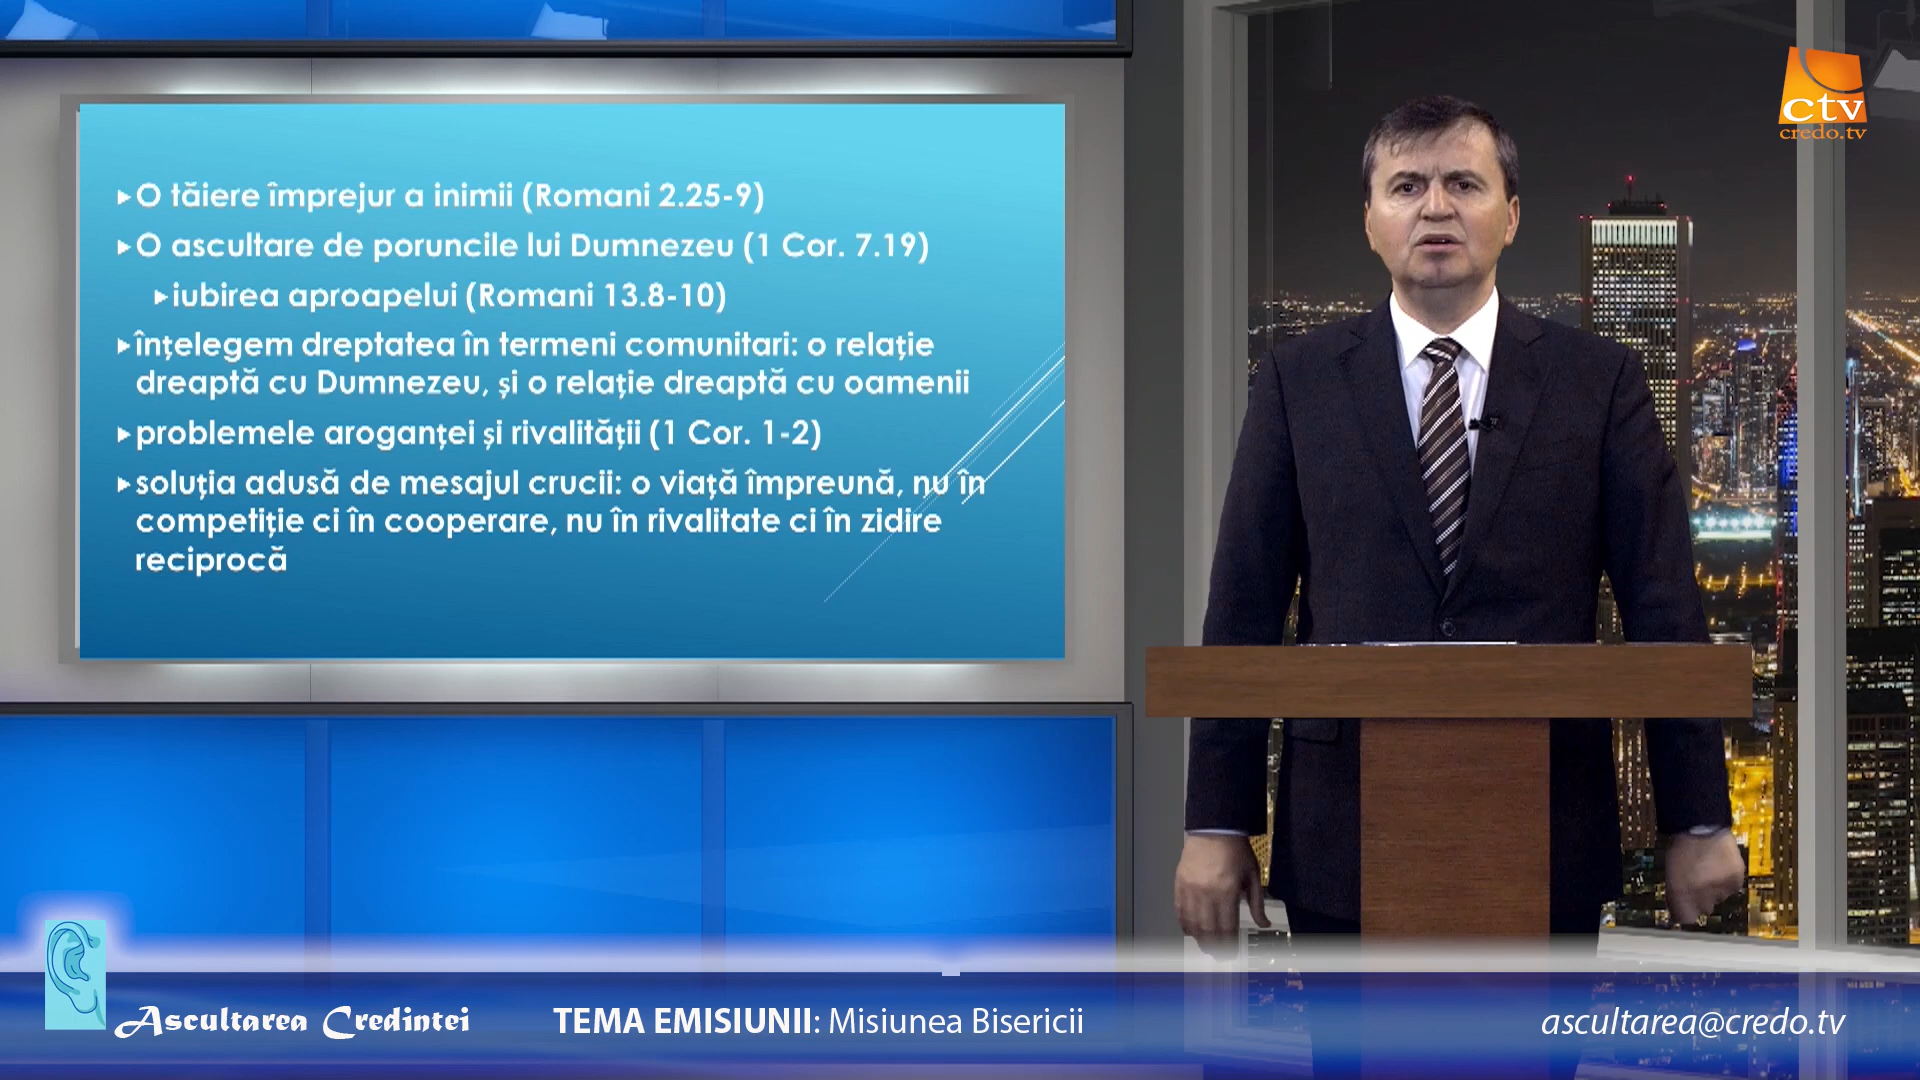 ctv
credo.tv
▸O tăiere împrejur a inimii (Romani 2.25-9)
▸O ascultare de poruncile lui Dumnezeu (1 Cor. 7.19)
▸iubirea aproapelui (Romani 13.8-10)
▸înțelegem dreptatea în termeni comunitari: o relație
dreaptă cu Dumnezeu, și o relație dreaptă cu oamenii
▸problemele aroganței și rivalității (1 Cor. 1-2)
▸soluția adusă de mesajul crucii: o viață împreună, nu în
competiție ci în cooperare, nu în rivalitate ci în zidire
reciprocă
Ascultarea Credintei
TEMA EMISIUNII: Misiunea Bisericii
ascultarea@credo.tv